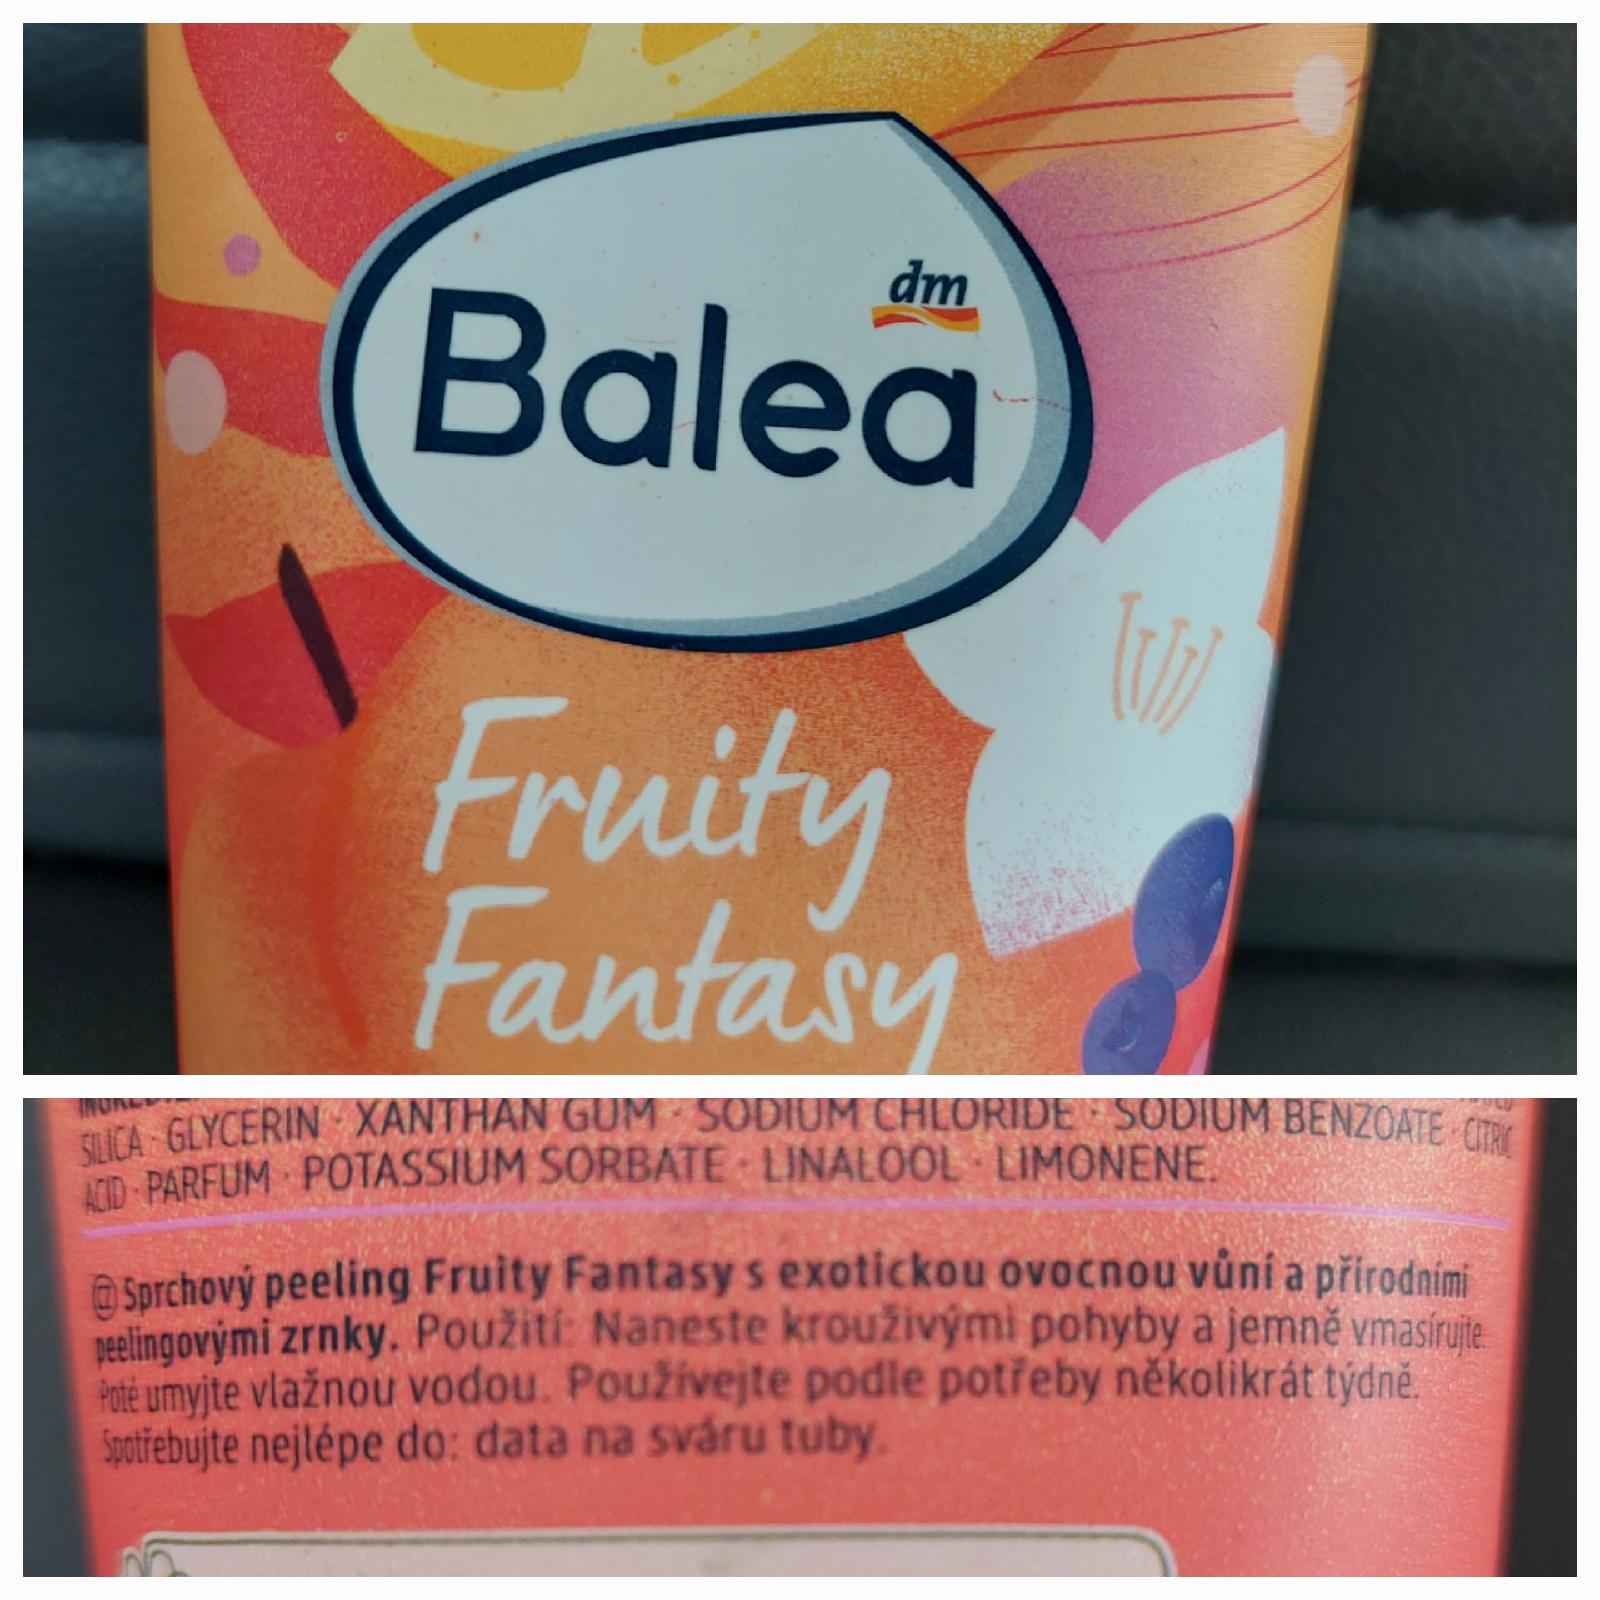 dm
Balea
Fruity
Fantasy
SILICA · GLYCERIN · XANTHAN GUM · SODIUM CHLORIDE · SODIUM BENZOATE · CITRIC
ACID · PARFUM · POTASSIUM SORBATE · LINALOOL · LIMONENE.
CZ Sprchový peeling Fruity Fantasy s exotickou ovocnou vůní a přírodními
peelingovými zrnky. Použití: Naneste krouživými pohyby a jemně vmasírujte.
Poté umyjte vlažnou vodou. Používejte podle potřeby několikrát týdně.
Spotřebujte nejlépe do: data na sváru tuby.